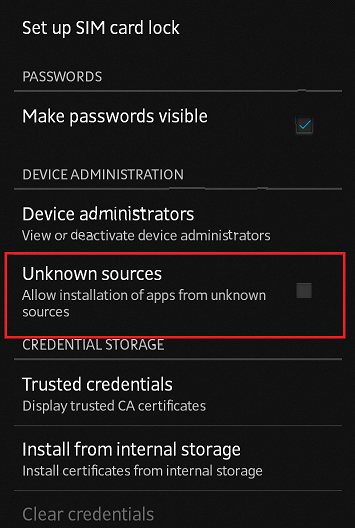 Set up SIM card lock
PASSWORDS
Make passwords visible
DEVICE ADMINISTRATION
Device administrators
View or deactivate device administrators
Unknown sources
Allow installation of apps from unknown
sources
CREDENTIAL STORAGE
Trusted credentials
Display trusted CA certificates
Install from internal storage
Install certificates from internal storage
Clear credentials